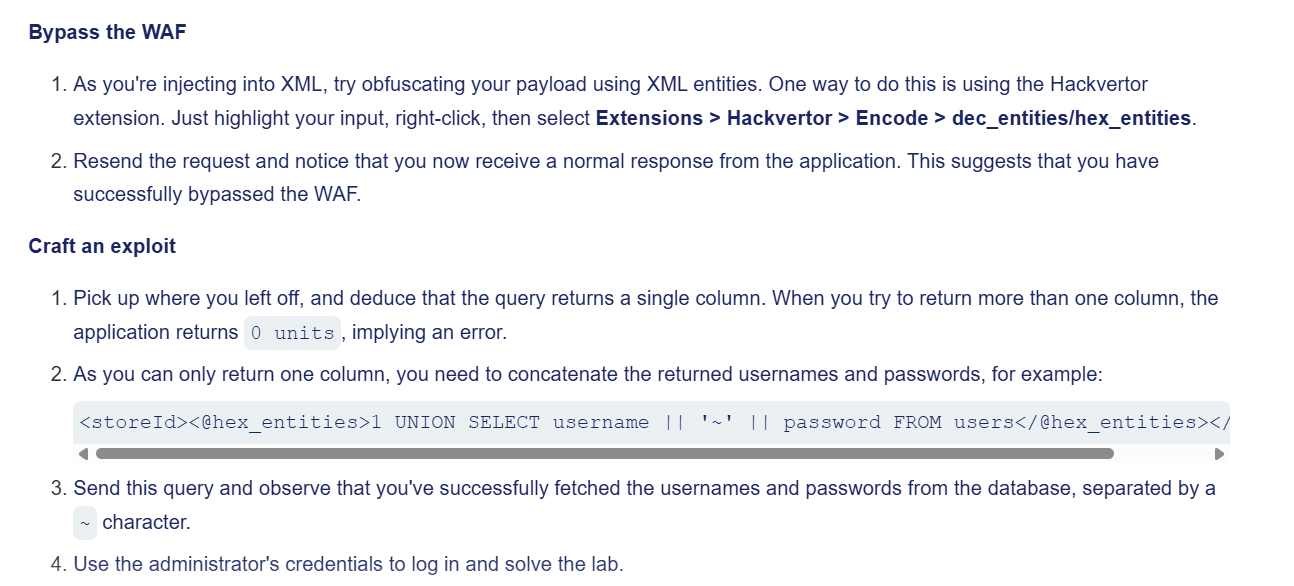 Bypass the WAF
1. As you're injecting into XML, try obfuscating your payload using XML entities. One way to do this is using the Hackvertor
extension. Just highlight your input, right-click, then select Extensions > Hackvertor > Encode > dec_entities/hex_entities.
2. Resend the request and notice that you now receive a normal response from the application. This suggests that you have
successfully bypassed the WAF.
Craft an exploit
1. Pick up where you left off, and deduce that the query returns a single column. When you try to return more than one column, the
application returns 0 units, implying an error.
2. As you can only return one column, you need to concatenate the returned usernames and passwords, for example:
<storeId><@hex_entities>1 UNION SELECT username || '~' || password FROM users</@hex_entities></
3. Send this query and observe that you've successfully fetched the usernames and passwords from the database, separated by a
~ character.
4. Use the administrator's credentials to log in and solve the lab.